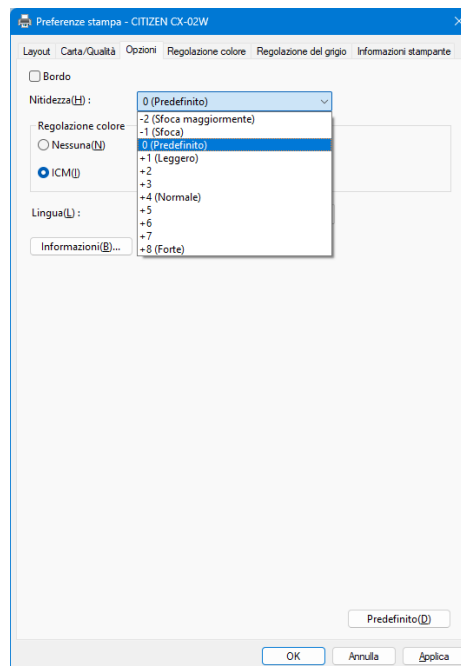 Preferenze stampa - CITIZEN CX-02W
Layout Carta/Qualità Opzioni Regolazione colore Regolazione del grigio Informazioni stampante
Bordo
Nitidezza(H) : 0 (Predefinito)
-2 (Sfoca maggiormente)
-1 (Sfoca)
0 (Predefinito)
+1 (Leggero)
+2
+3
+4 (Normale)
+5
+6
+7
+8 (Forte)
Regolazione colore
Nessuna(N)
ICM(I)
Lingua(L) :
Informazioni(B)...
Predefinito(D)
OK Annulla Applica